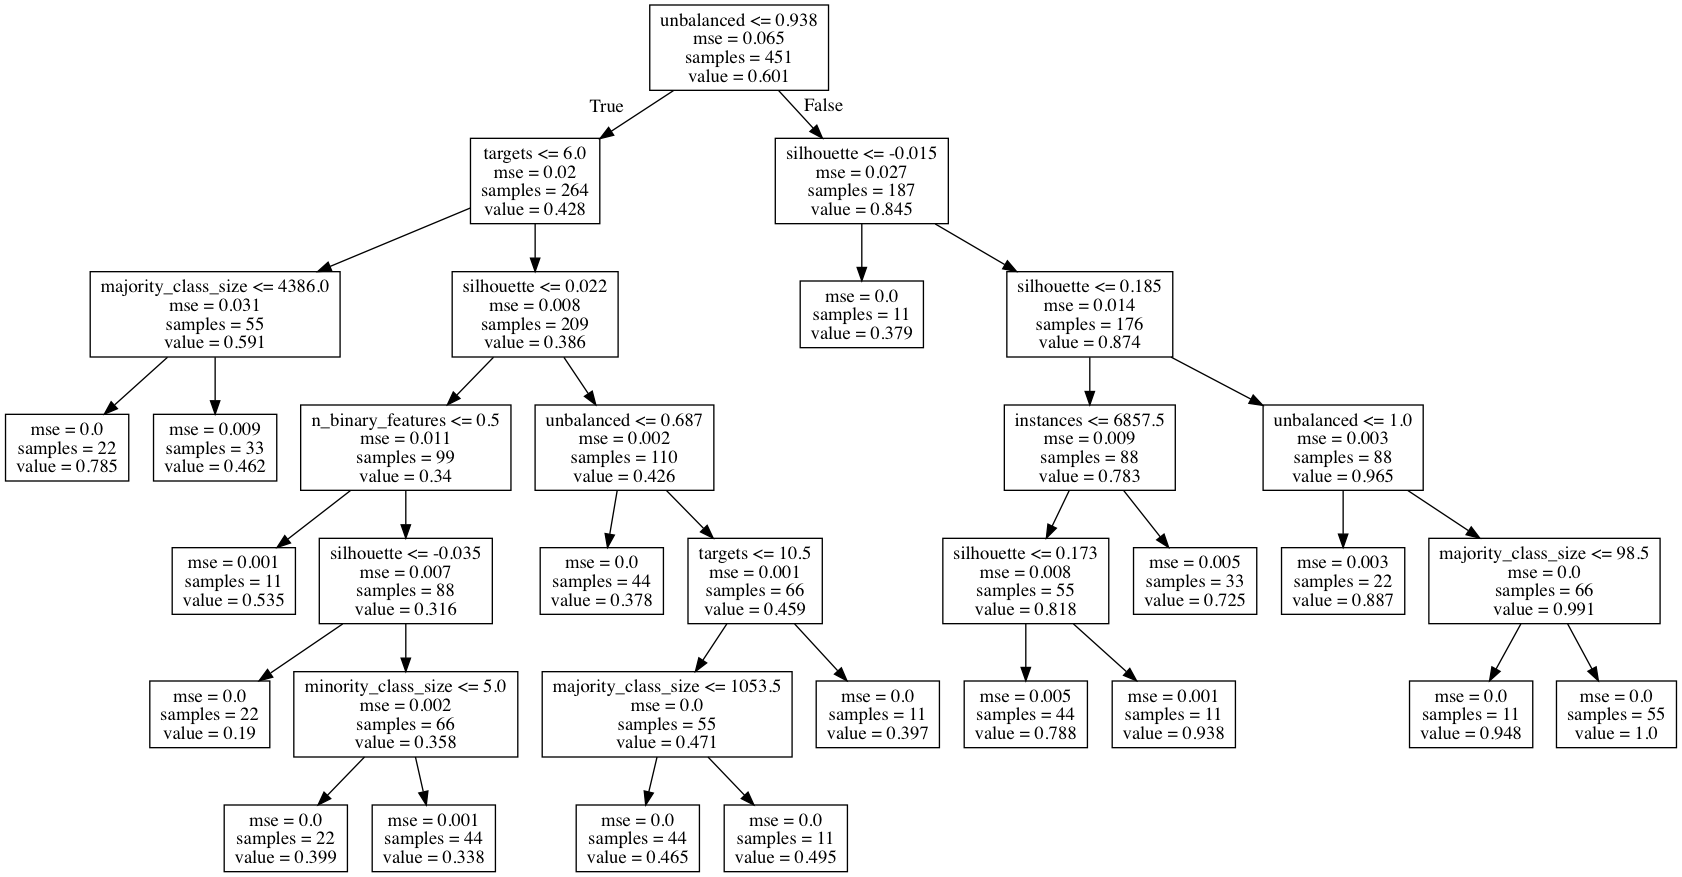 unbalanced <= 0.938
mse = 0.065
samples = 451
value = 0.601
True
False
targets <= 6.0
mse = 0.02
samples = 264
value = 0.428
silhouette <= -0.015
mse = 0.027
samples = 187
value = 0.845
majority_class_size <= 4386.0
mse = 0.031
samples = 55
value = 0.591
silhouette <= 0.022
mse = 0.008
samples = 209
value = 0.386
mse = 0.0
samples = 11
value = 0.379
silhouette <= 0.185
mse = 0.014
samples = 176
value = 0.874
mse = 0.0
samples = 22
value = 0.785
mse = 0.009
samples = 33
value = 0.462
n_binary_features <= 0.5
mse = 0.011
samples = 99
value = 0.34
unbalanced <= 0.687
mse = 0.002
samples = 110
value = 0.426
instances <= 6857.5
mse = 0.009
samples = 88
value = 0.783
unbalanced <= 1.0
mse = 0.003
samples = 88
value = 0.965
mse = 0.001
samples = 11
value = 0.535
silhouette <= -0.035
mse = 0.007
samples = 88
value = 0.316
mse = 0.0
samples = 44
value = 0.378
targets <= 10.5
mse = 0.001
samples = 66
value = 0.459
silhouette <= 0.173
mse = 0.008
samples = 55
value = 0.818
mse = 0.005
samples = 33
value = 0.725
mse = 0.003
samples = 22
value = 0.887
majority_class_size <= 98.5
mse = 0.0
samples = 66
value = 0.991
mse = 0.0
samples = 22
value = 0.19
minority_class_size <= 5.0
mse = 0.002
samples = 66
value = 0.358
majority_class_size <= 1053.5
mse = 0.0
samples = 55
value = 0.471
mse = 0.0
samples = 11
value = 0.397
mse = 0.005
samples = 44
value = 0.788
mse = 0.001
samples = 11
value = 0.938
mse = 0.0
samples = 11
value = 0.948
mse = 0.0
samples = 55
value = 1.0
mse = 0.0
samples = 22
value = 0.399
mse = 0.001
samples = 44
value = 0.338
mse = 0.0
samples = 44
value = 0.465
mse = 0.0
samples = 11
value = 0.495